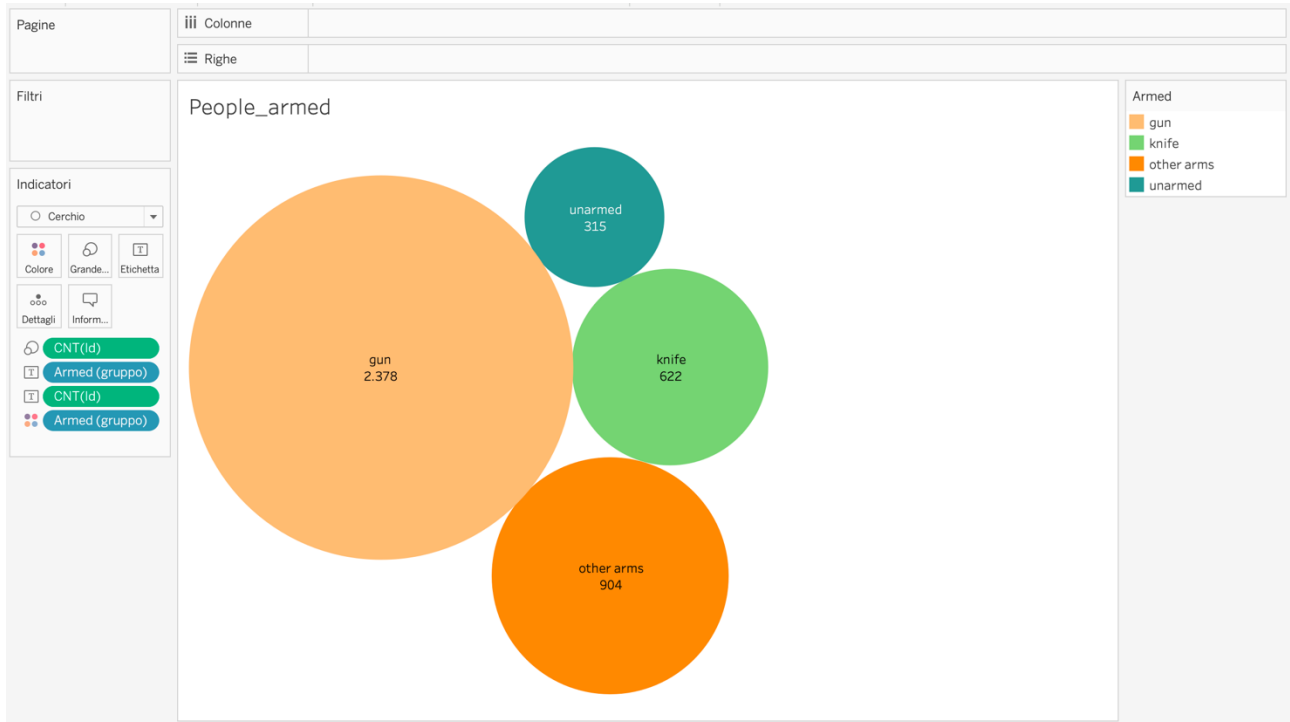 Pagine
iii Colonne
Righe
Filtri
People_armed
Armed
gun
knife
other arms
unarmed
Indicatori
Cerchio
Colore
Grande...
T
Etichetta
Dettagli
Inform...
CNT(Id)
T
Armed (gruppo)
T
CNT(Id)
Armed (gruppo)
unarmed
315
gun
2.378
knife
622
other arms
904